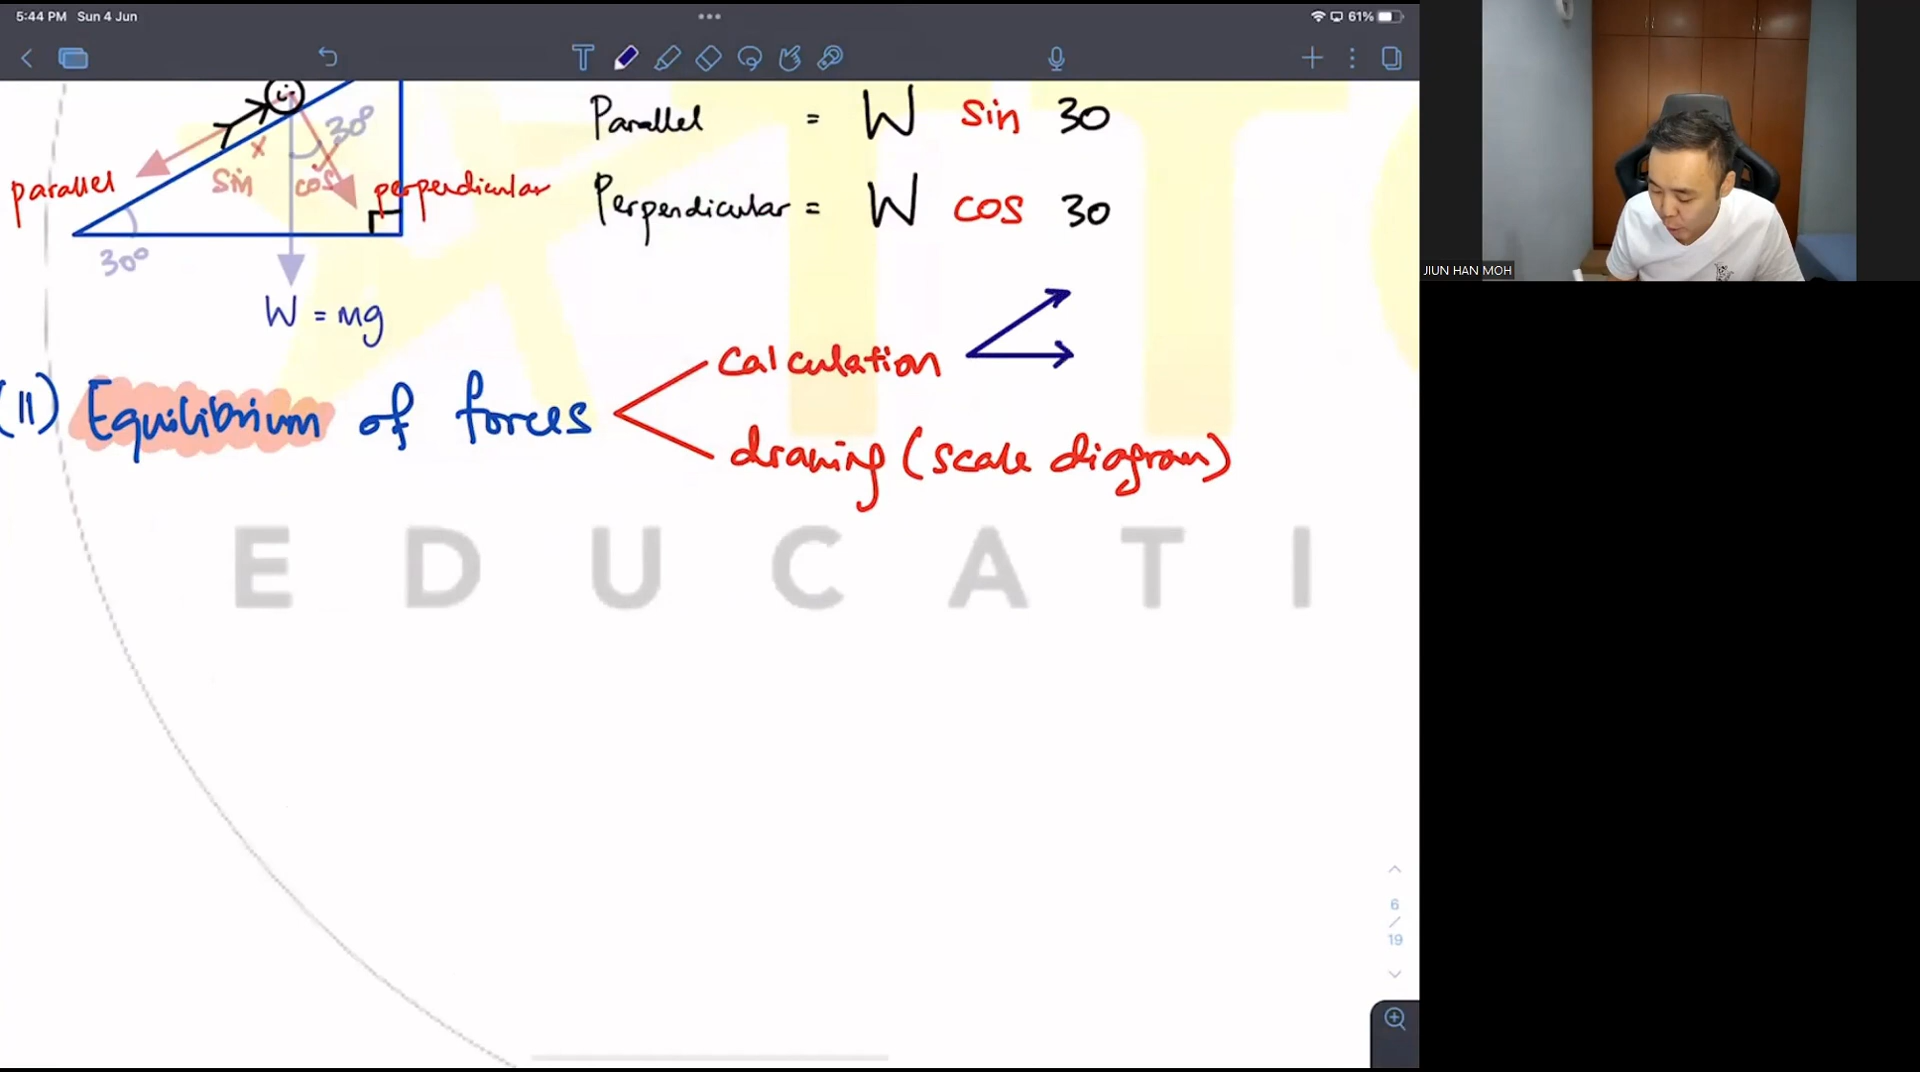 5:44 PM Sun 4 Jun
61%
Parallel = W sin 30
30°
x
parallel
sin
cos
perpendicular
Perpendicular = W cos 30
30°
W = mg
JIUN HAN MOH
calculation
(11) Equilibrium of forces
drawing (scale diagram)
E D U C A T I
6
/
19